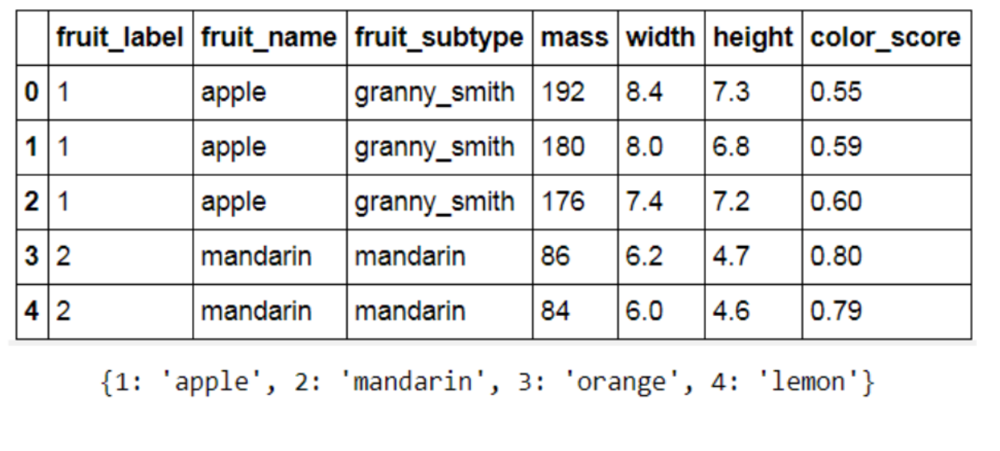 fruit_label fruit_name fruit_subtype mass width height color_score
0 1 apple granny_smith 192 8.4 7.3 0.55
1 1 apple granny_smith 180 8.0 6.8 0.59
2 1 apple granny_smith 176 7.4 7.2 0.60
3 2 mandarin mandarin 86 6.2 4.7 0.80
4 2 mandarin mandarin 84 6.0 4.6 0.79
{1: 'apple', 2: 'mandarin', 3: 'orange', 4: 'lemon'}